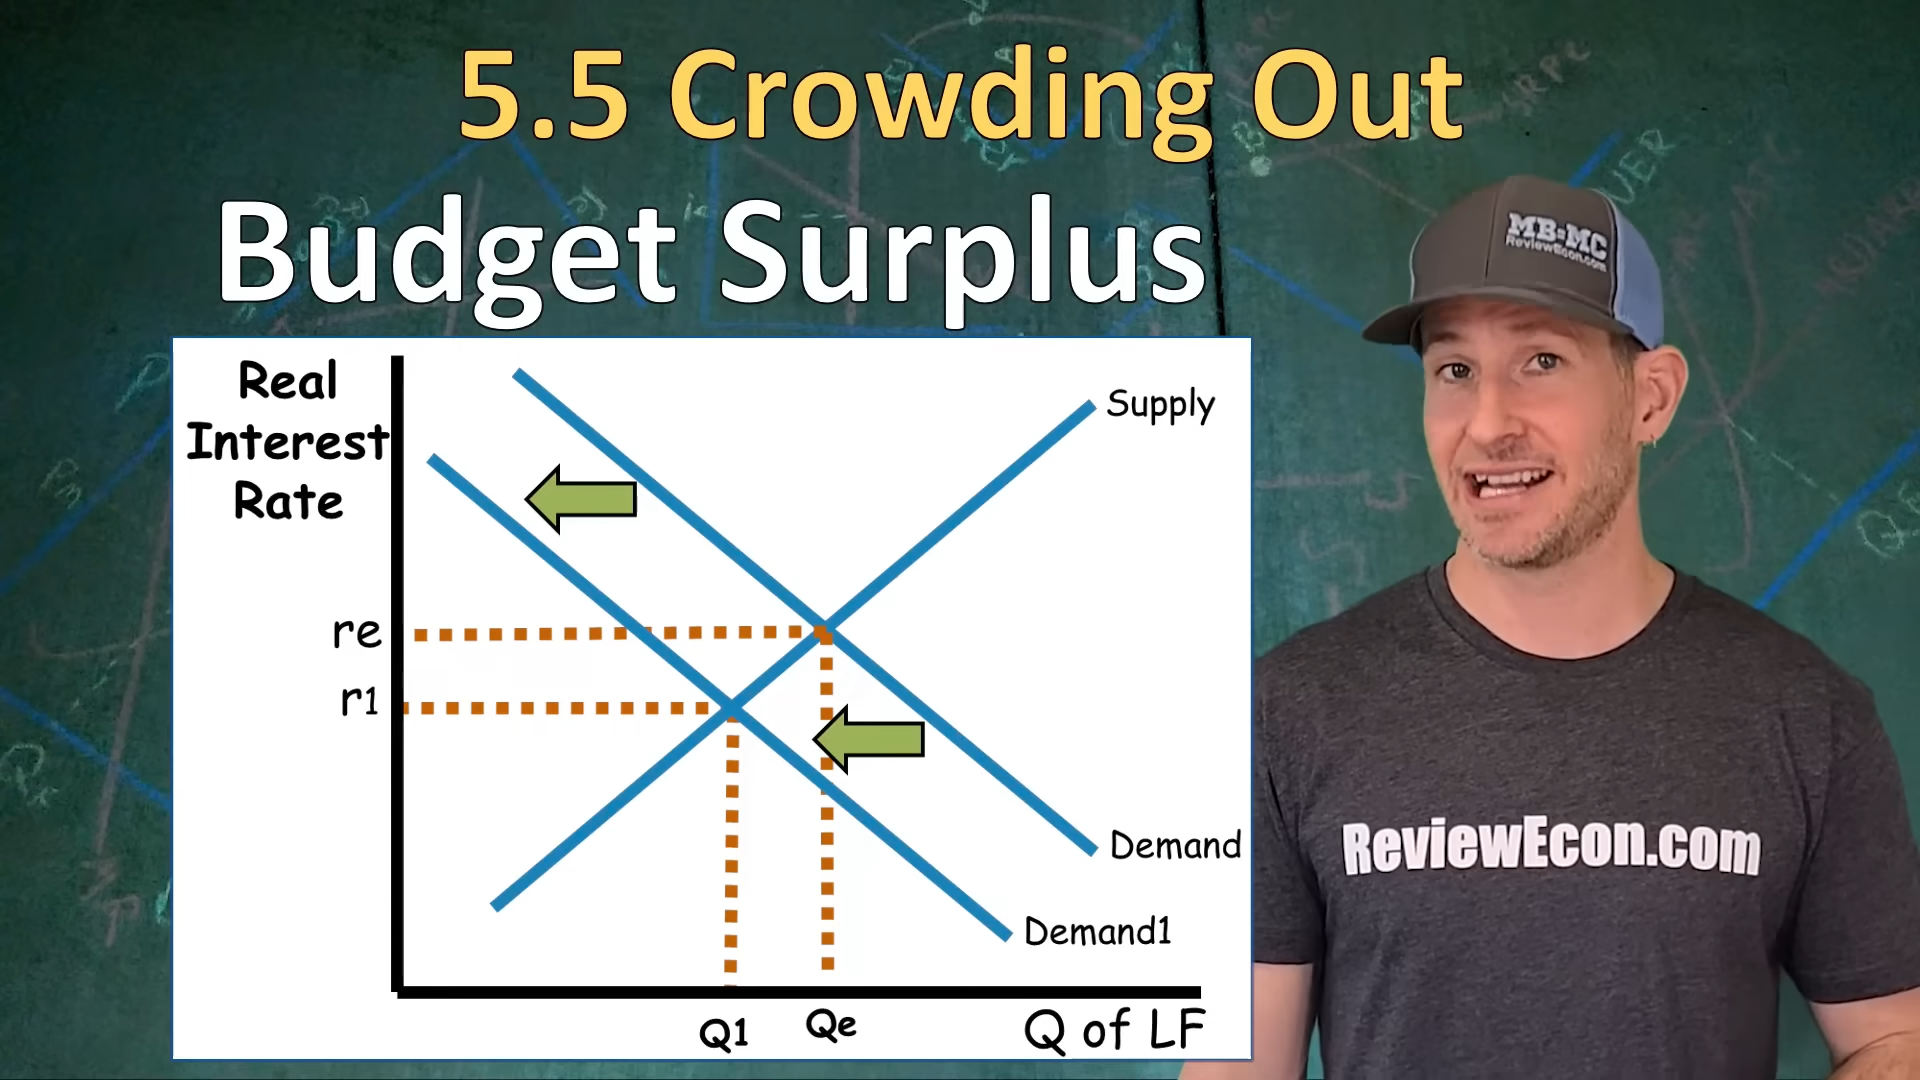 5.5 Crowding Out
Budget Surplus
Real
Interest
Rate
Supply
re
r1
Demand
Demand1
Q1
Qe
Q of LF
MB=MC
ReviewEcon.com
ReviewEcon.com